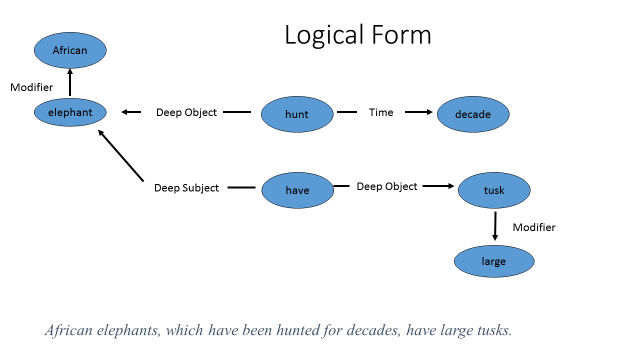 Logical Form
African
Modifier
elephant
Deep Object
hunt
Time
decade
Deep Subject
have
Deep Object
tusk
Modifier
large
African elephants, which have been hunted for decades, have large tusks.